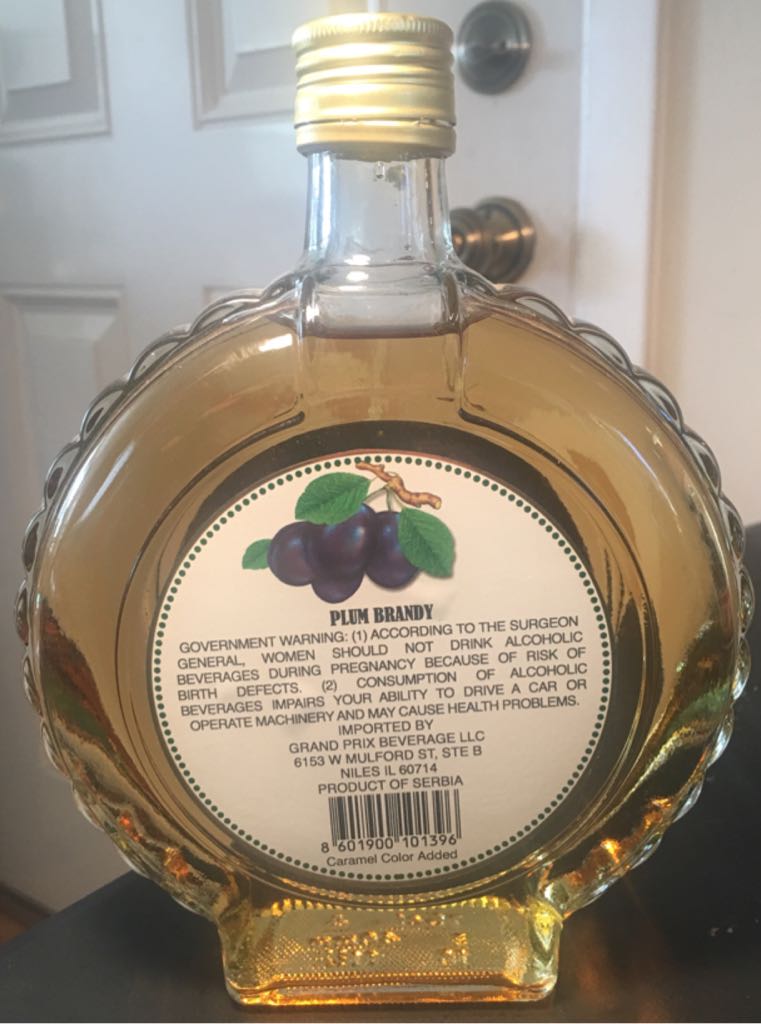 PLUM BRANDY
GOVERNMENT WARNING: (1) ACCORDING TO THE SURGEON
GENERAL, WOMEN SHOULD NOT DRINK ALCOHOLIC
BEVERAGES DURING PREGNANCY BECAUSE OF RISK OF
BIRTH DEFECTS. (2) CONSUMPTION OF ALCOHOLIC
BEVERAGES IMPAIRS YOUR ABILITY TO DRIVE A CAR OR
OPERATE MACHINERY AND MAY CAUSE HEALTH PROBLEMS.
IMPORTED BY
GRAND PRIX BEVERAGE LLC
6153 W MULFORD ST, STE B
NILES IL 60714
PRODUCT OF SERBIA
8 601900 101396
Caramel Color Added